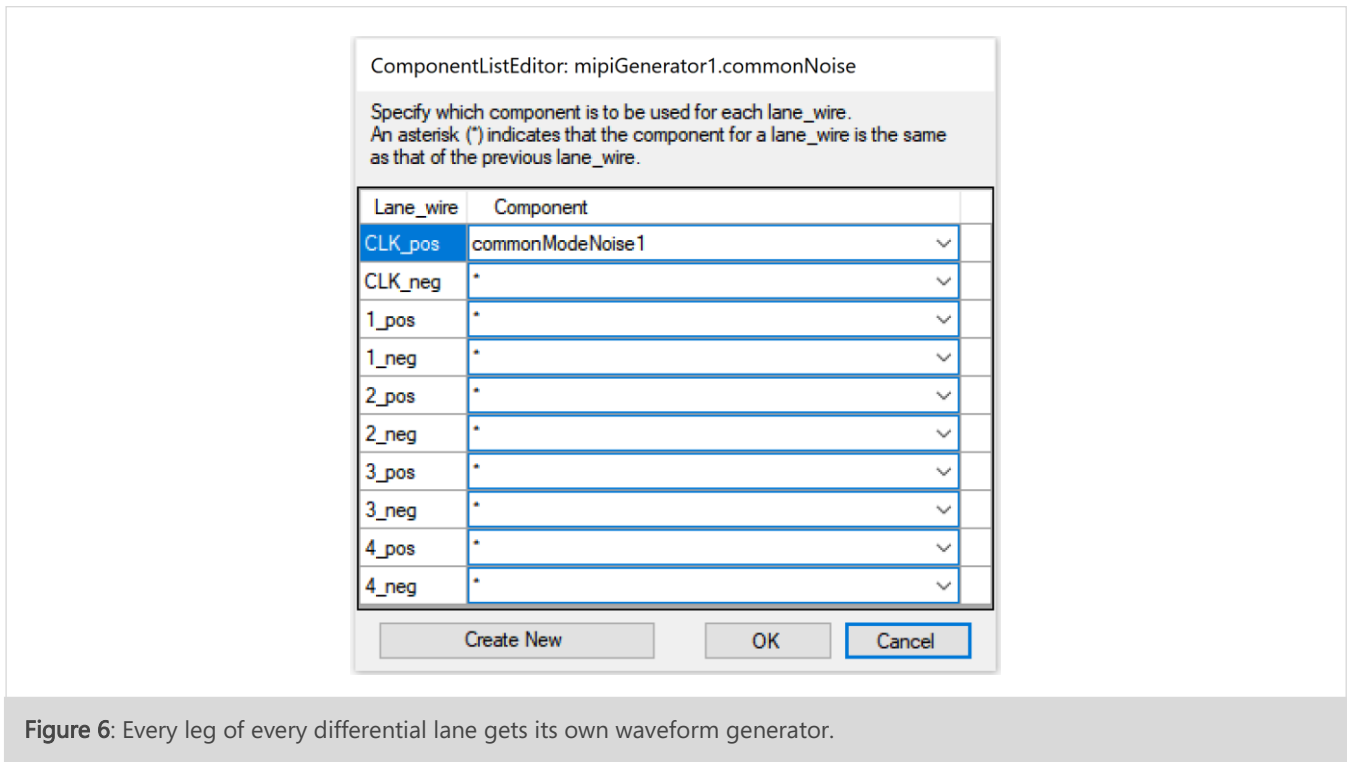 ComponentListEditor: mipiGenerator1.commonNoise
Specify which component is to be used for each lane_wire.
An asterisk (*) indicates that the component for a lane_wire is the same
as that of the previous lane_wire.
Lane_wire Component
CLK_pos commonModeNoise1
CLK_neg *
1_pos *
1_neg *
2_pos *
2_neg *
3_pos *
3_neg *
4_pos *
4_neg *
Create New OK Cancel
Figure 6: Every leg of every differential lane gets its own waveform generator.